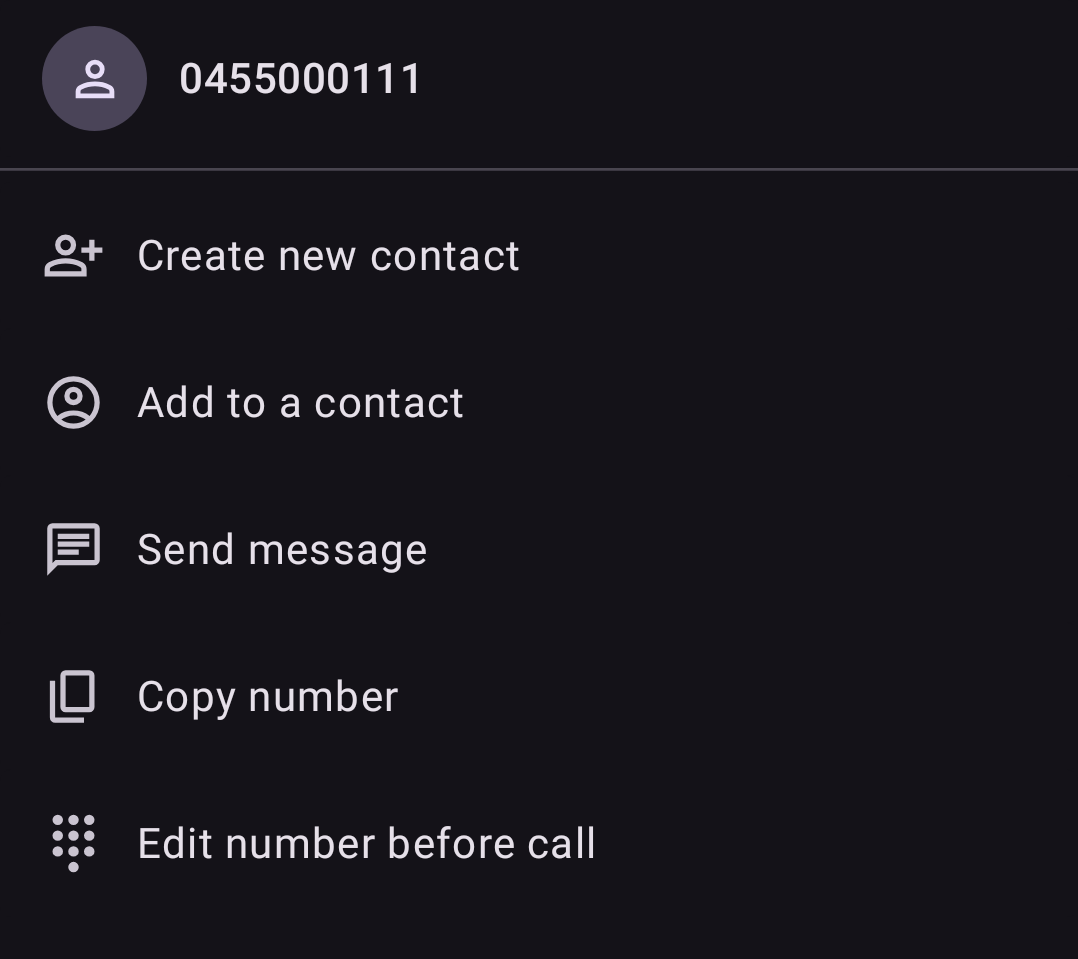 0455000111
Create new contact
Add to a contact
Send message
Copy number
Edit number before call